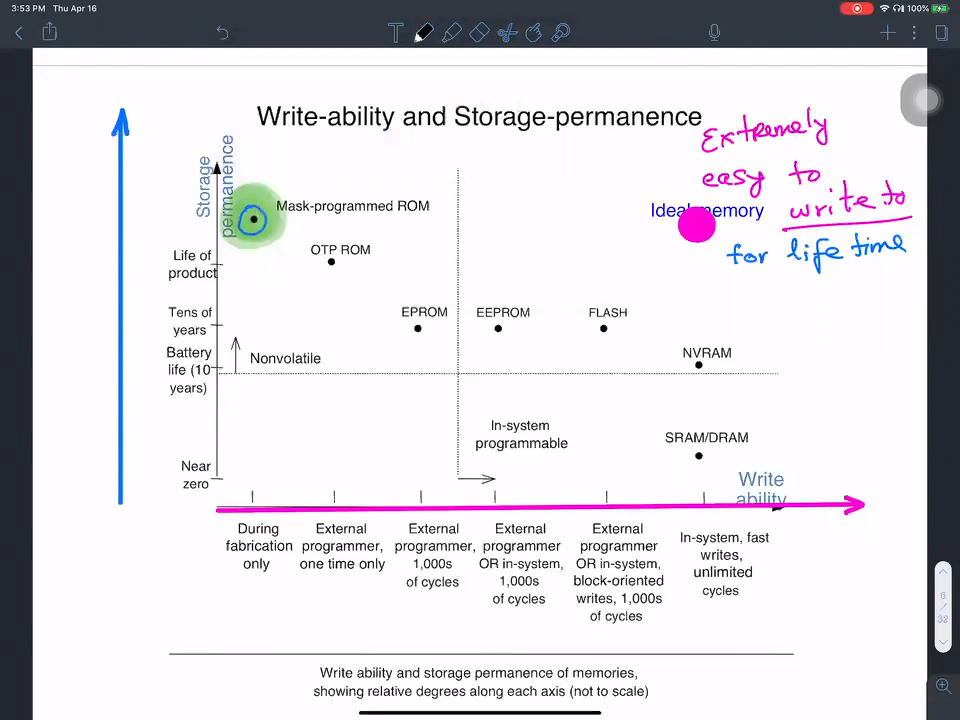 3:53 PM Thu Apr 16
100%
Write-ability and Storage-permanence
Extremely
easy to
write to
for life time
Storage
permanence
Mask-programmed ROM
Ideal memory
OTP ROM
Life of
product
EPROM
EEPROM
FLASH
Tens of
years
Battery
life (10
years)
Nonvolatile
NVRAM
In-system
programmable
SRAM/DRAM
Near
zero
Write
ability
During
fabrication
only
External
programmer,
one time only
External
programmer,
1,000s
of cycles
External
programmer
OR in-system,
1,000s
of cycles
External
programmer
OR in-system,
block-oriented
writes, 1,000s
of cycles
In-system, fast
writes,
unlimited
cycles
Write ability and storage permanence of memories,
showing relative degrees along each axis (not to scale)
6
/
32